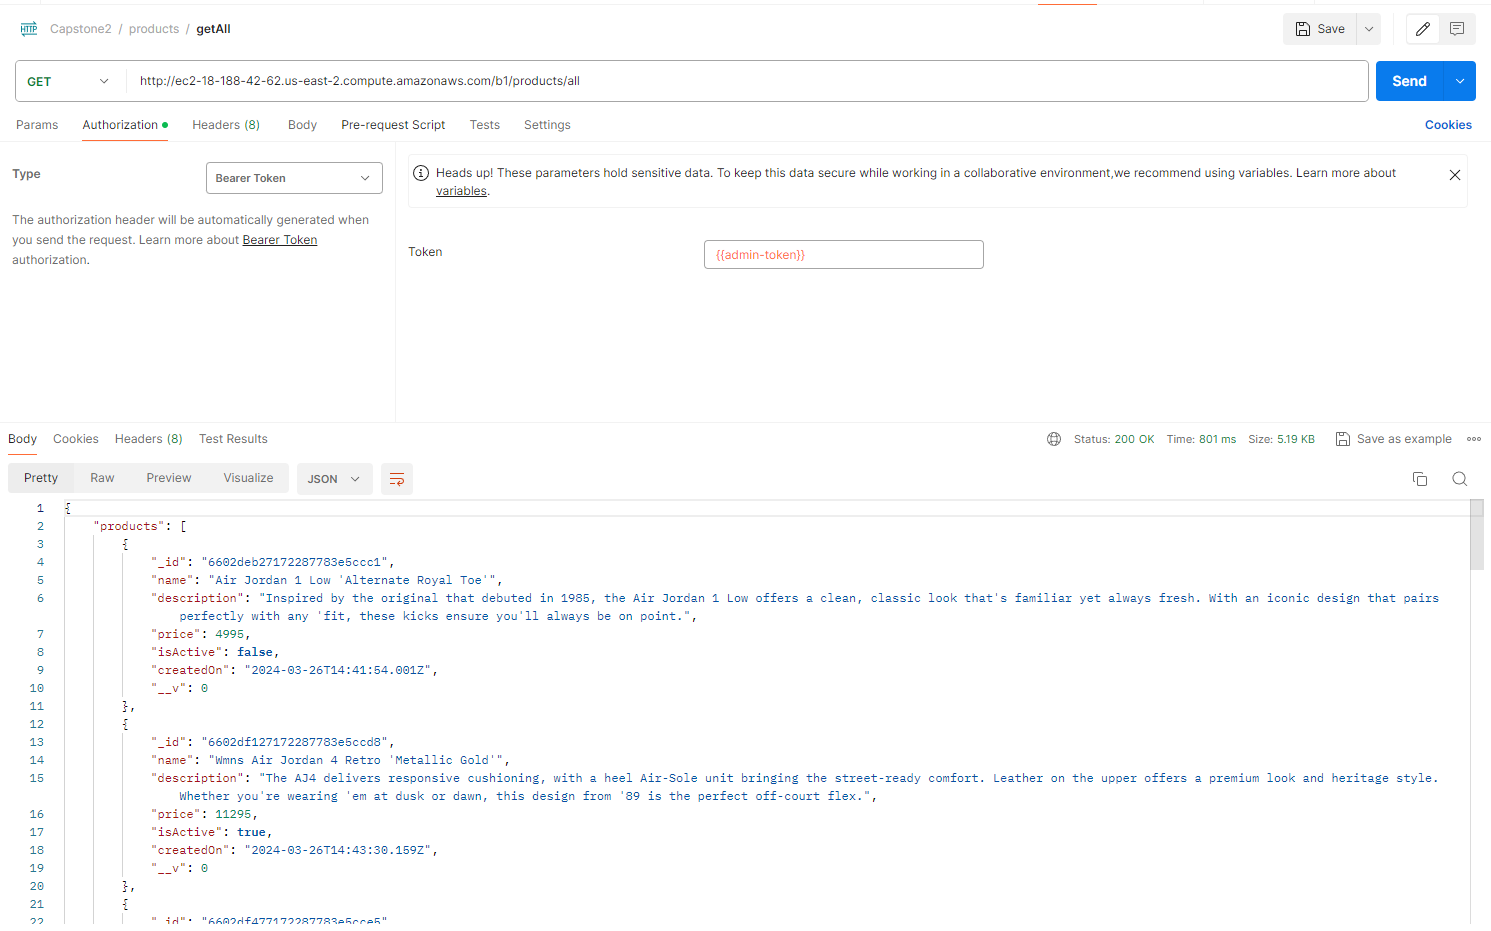 HTTP Capstone2 / products / getAll Save
GET http://ec2-18-188-42-62.us-east-2.compute.amazonaws.com/b1/products/all Send
Params Authorization Headers (8) Body Pre-request Script Tests Settings Cookies
Type Bearer Token
The authorization header will be automatically generated when
you send the request. Learn more about Bearer Token
authorization.
Heads up! These parameters hold sensitive data. To keep this data secure while working in a collaborative environment,we recommend using variables. Learn more about
variables.
Token {{admin-token}}
Body Cookies Headers (8) Test Results Status: 200 OK Time: 801 ms Size: 5.19 KB Save as example
Pretty Raw Preview Visualize JSON
1 {
2 "products": [
3 {
4 "_id": "6602deb27172287783e5ccc1",
5 "name": "Air Jordan 1 Low 'Alternate Royal Toe'",
6 "description": "Inspired by the original that debuted in 1985, the Air Jordan 1 Low offers a clean, classic look that's familiar yet always fresh. With an iconic design that pairs
perfectly with any 'fit, these kicks ensure you'll always be on point.",
7 "price": 4995,
8 "isActive": false,
9 "createdOn": "2024-03-26T14:41:54.001Z",
10 "__v": 0
11 },
12 {
13 "_id": "6602df127172287783e5ccd8",
14 "name": "Wmns Air Jordan 4 Retro 'Metallic Gold'",
15 "description": "The AJ4 delivers responsive cushioning, with a heel Air-Sole unit bringing the street-ready comfort. Leather on the upper offers a premium look and heritage style.
Whether you're wearing 'em at dusk or dawn, this design from '89 is the perfect off-court flex.",
16 "price": 11295,
17 "isActive": true,
18 "createdOn": "2024-03-26T14:43:30.159Z",
19 "__v": 0
20 },
21 {
22 "_id": "6602df477172287783e5cce5"